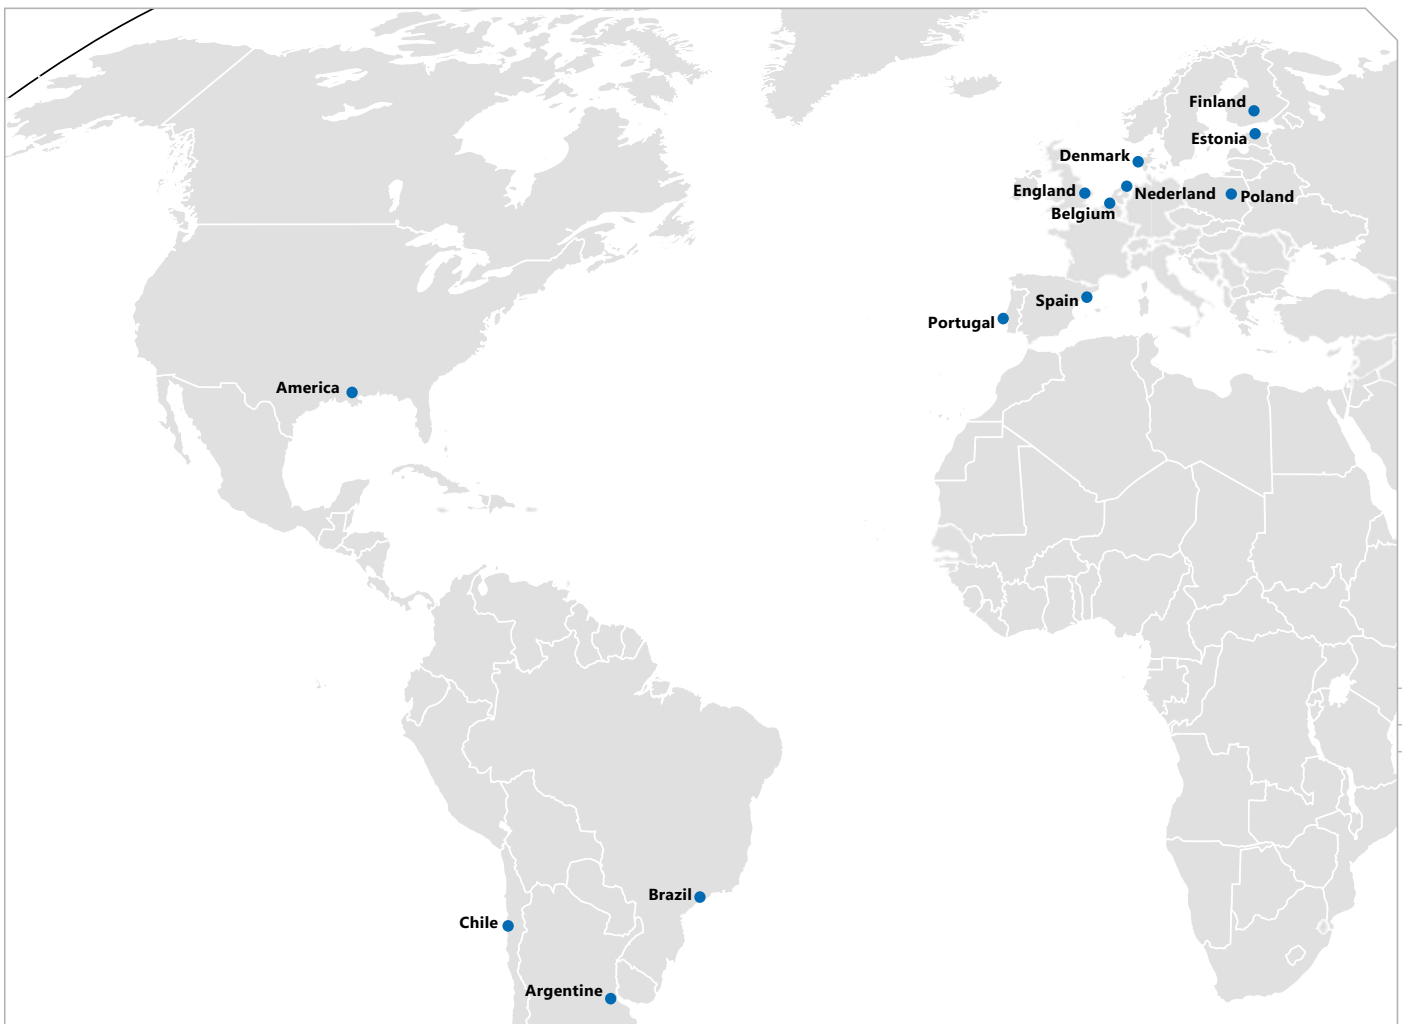 Finland
Estonia
Denmark
England
Nederland
Poland
Belgium
Spain
Portugal
America
Brazil
Chile
Argentine